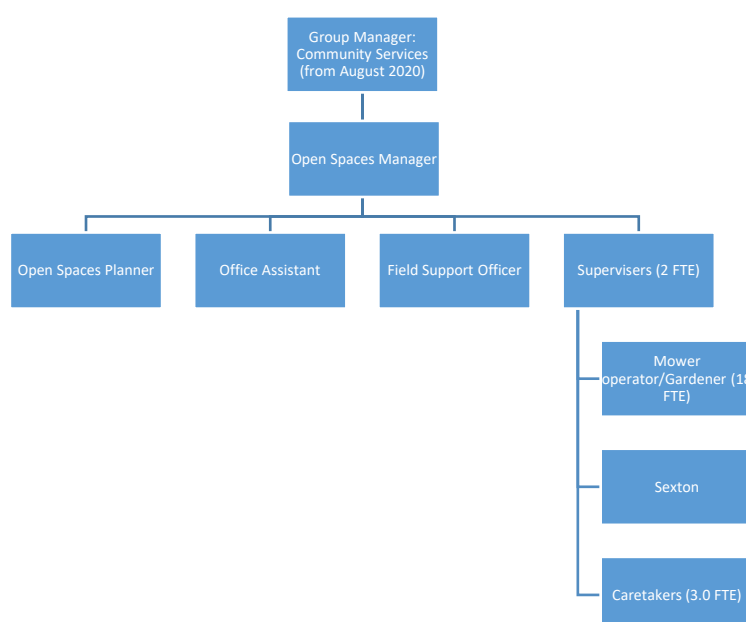 Group Manager:
Community Services
(from August 2020)
Open Spaces Manager
Open Spaces Planner
Office Assistant
Field Support Officer
Supervisers (2 FTE)
Mower
operator/Gardener (18
FTE)
Sexton
Caretakers (3.0 FTE)